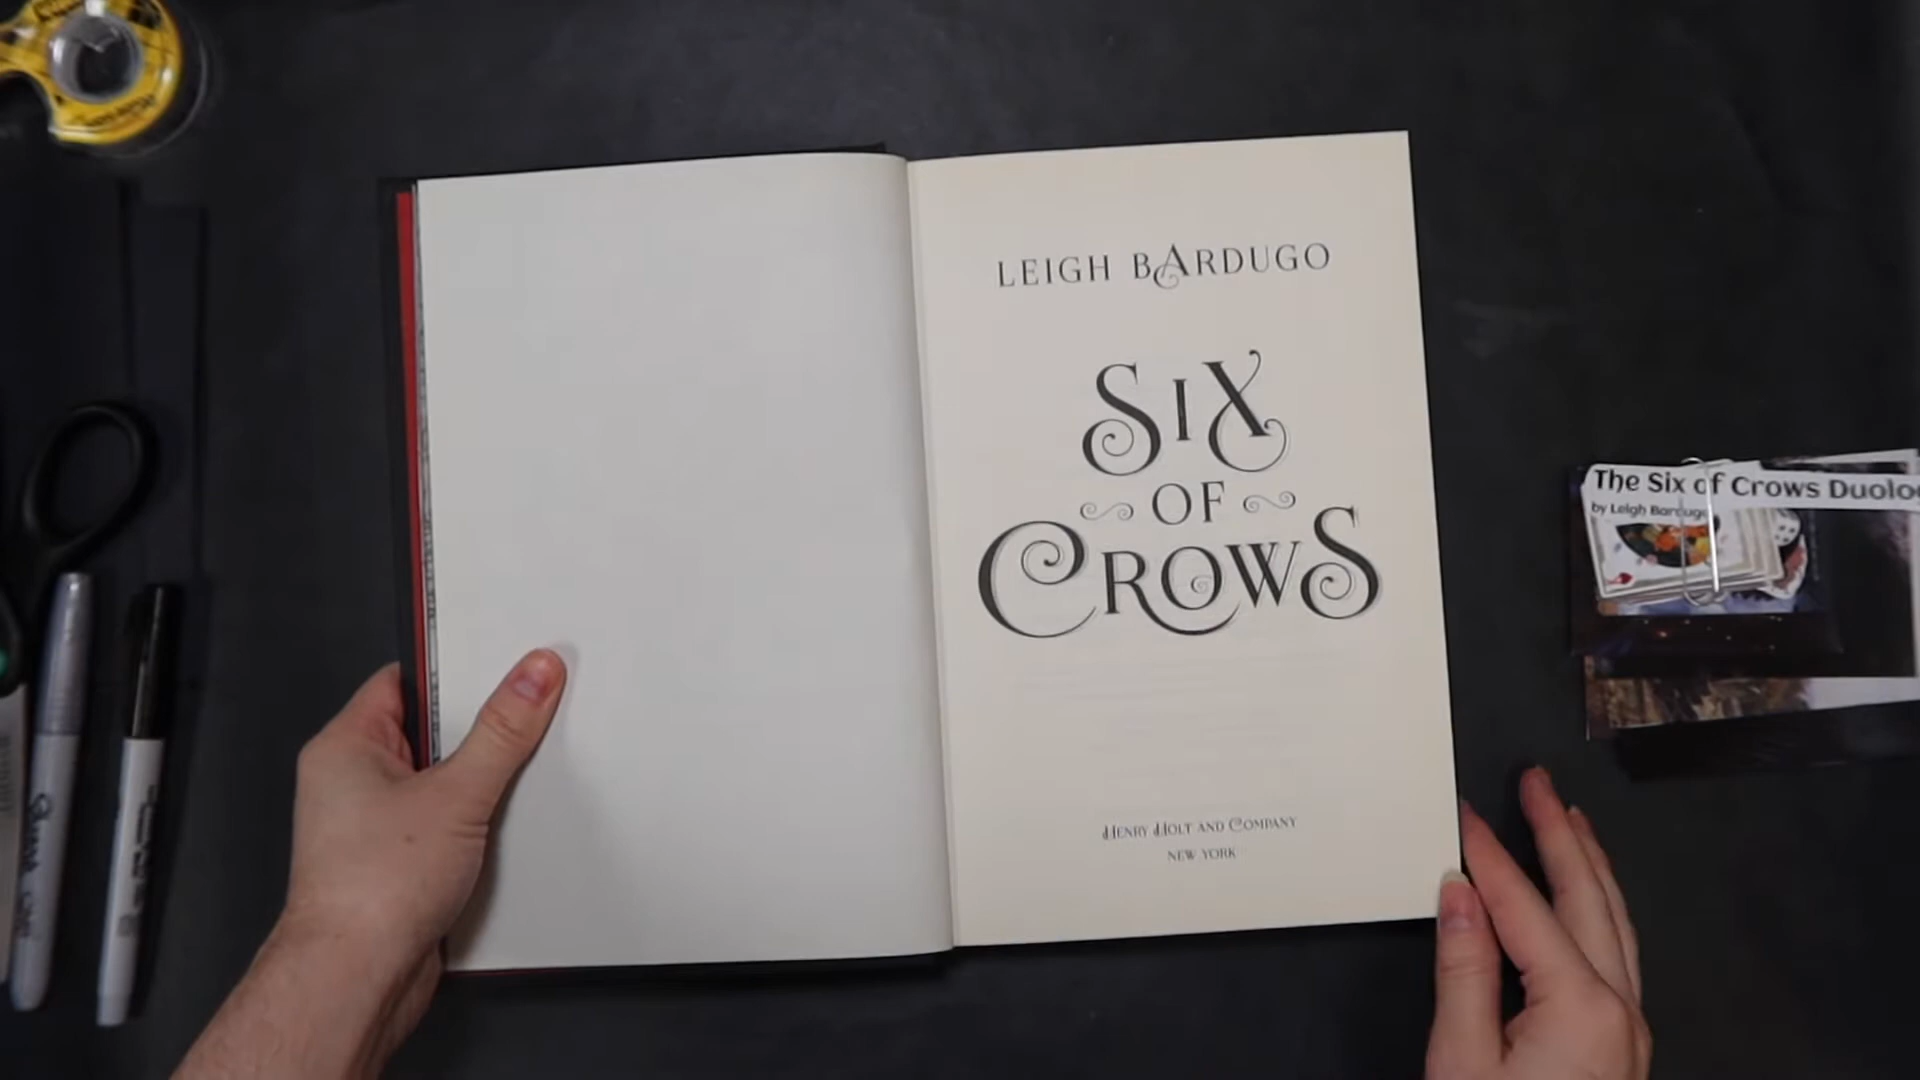 LEIGH BARDUGO
SIX
OF
CROWS
HENRY HOLT AND COMPANY
NEW YORK
The Six of Crows Duolo
by Leigh Bardugo
Sharpie